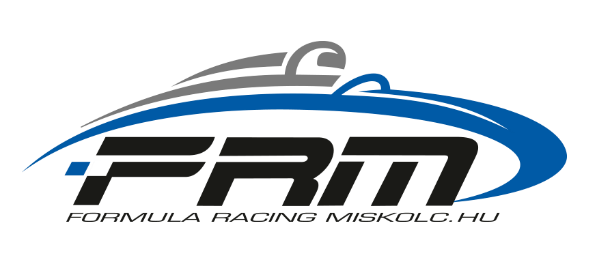 FRM
FORMULA RACING MISKOLC.HU